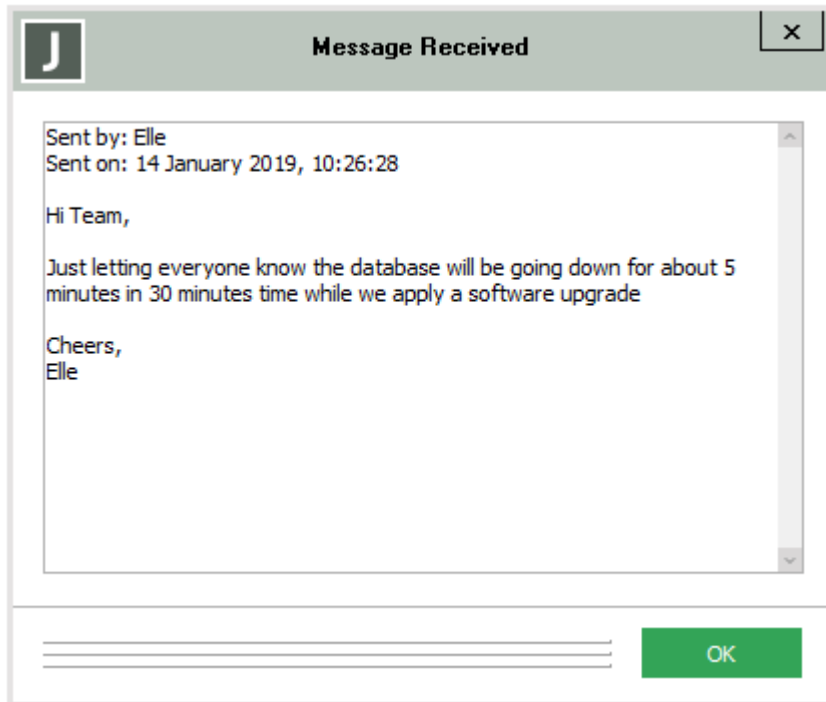 J
Message Received
×
Sent by: Elle
Sent on: 14 January 2019, 10:26:28
Hi Team,
Just letting everyone know the database will be going down for about 5
minutes in 30 minutes time while we apply a software upgrade
Cheers,
Elle
OK